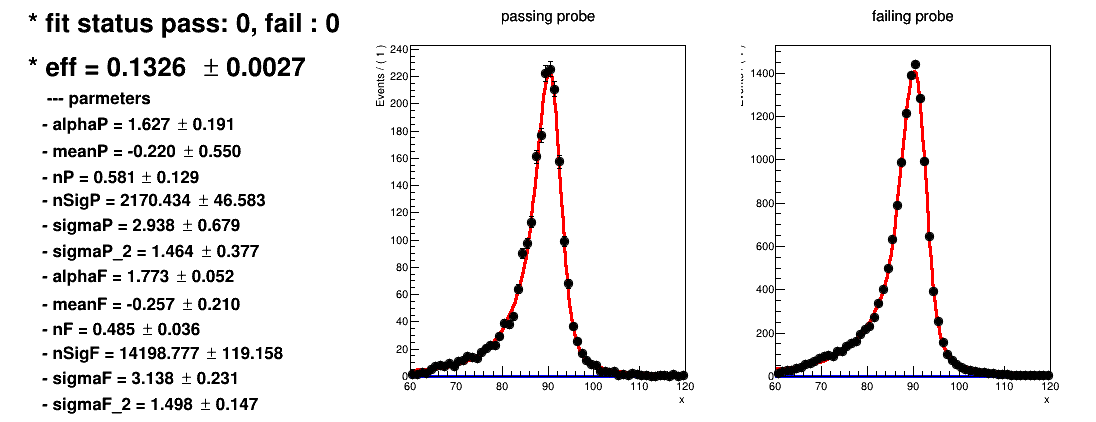 * fit status pass: 0, fail : 0
* eff = 0.1326 ± 0.0027
--- parmeters
- alphaP = 1.627 ± 0.191
- meanP = -0.220 ± 0.550
- nP = 0.581 ± 0.129
- nSigP = 2170.434 ± 46.583
- sigmaP = 2.938 ± 0.679
- sigmaP_2 = 1.464 ± 0.377
- alphaF = 1.773 ± 0.052
- meanF = -0.257 ± 0.210
- nF = 0.485 ± 0.036
- nSigF = 14198.777 ± 119.158
- sigmaF = 3.138 ± 0.231
- sigmaF_2 = 1.498 ± 0.147
passing probe
Events / ( 1 )
240
220
200
180
160
140
120
100
80
60
40
20
0
60 70 80 90 100 110 120
x
failing probe
1400
1200
1000
800
600
400
200
0
60 70 80 90 100 110 120
x